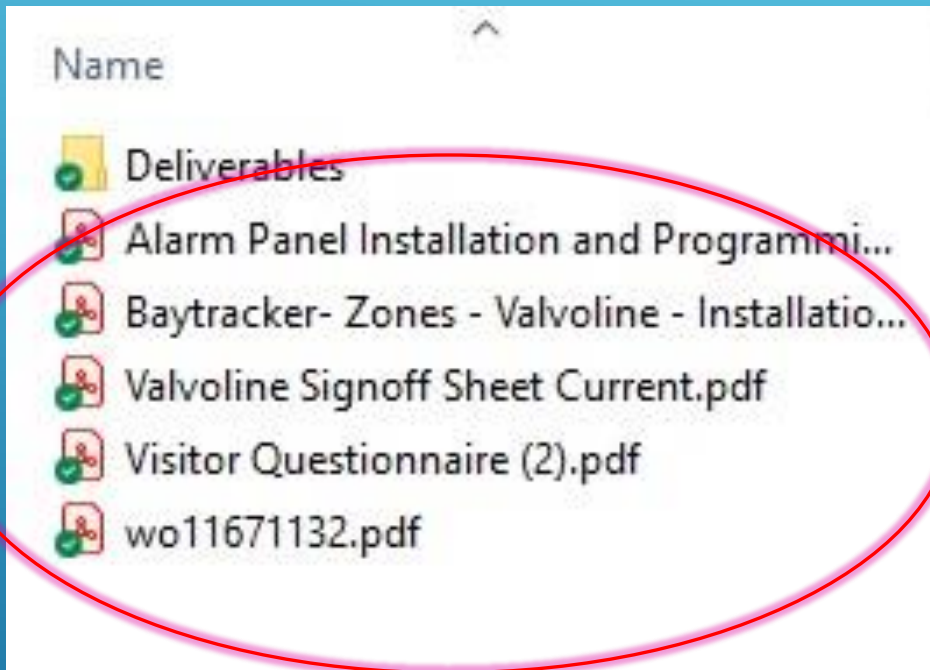 Name
Deliverables
Alarm Panel Installation and Programmi...
Baytracker- Zones - Valvoline - Installatio...
Valvoline Signoff Sheet Current.pdf
Visitor Questionnaire (2).pdf
wo11671132.pdf